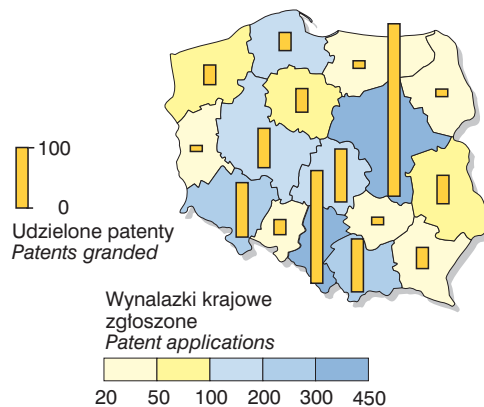 100
0
Udzielone patenty
Patents granded
Wynalazki krajowe
zgłoszone
Patent applications
20 50 100 200 300 450